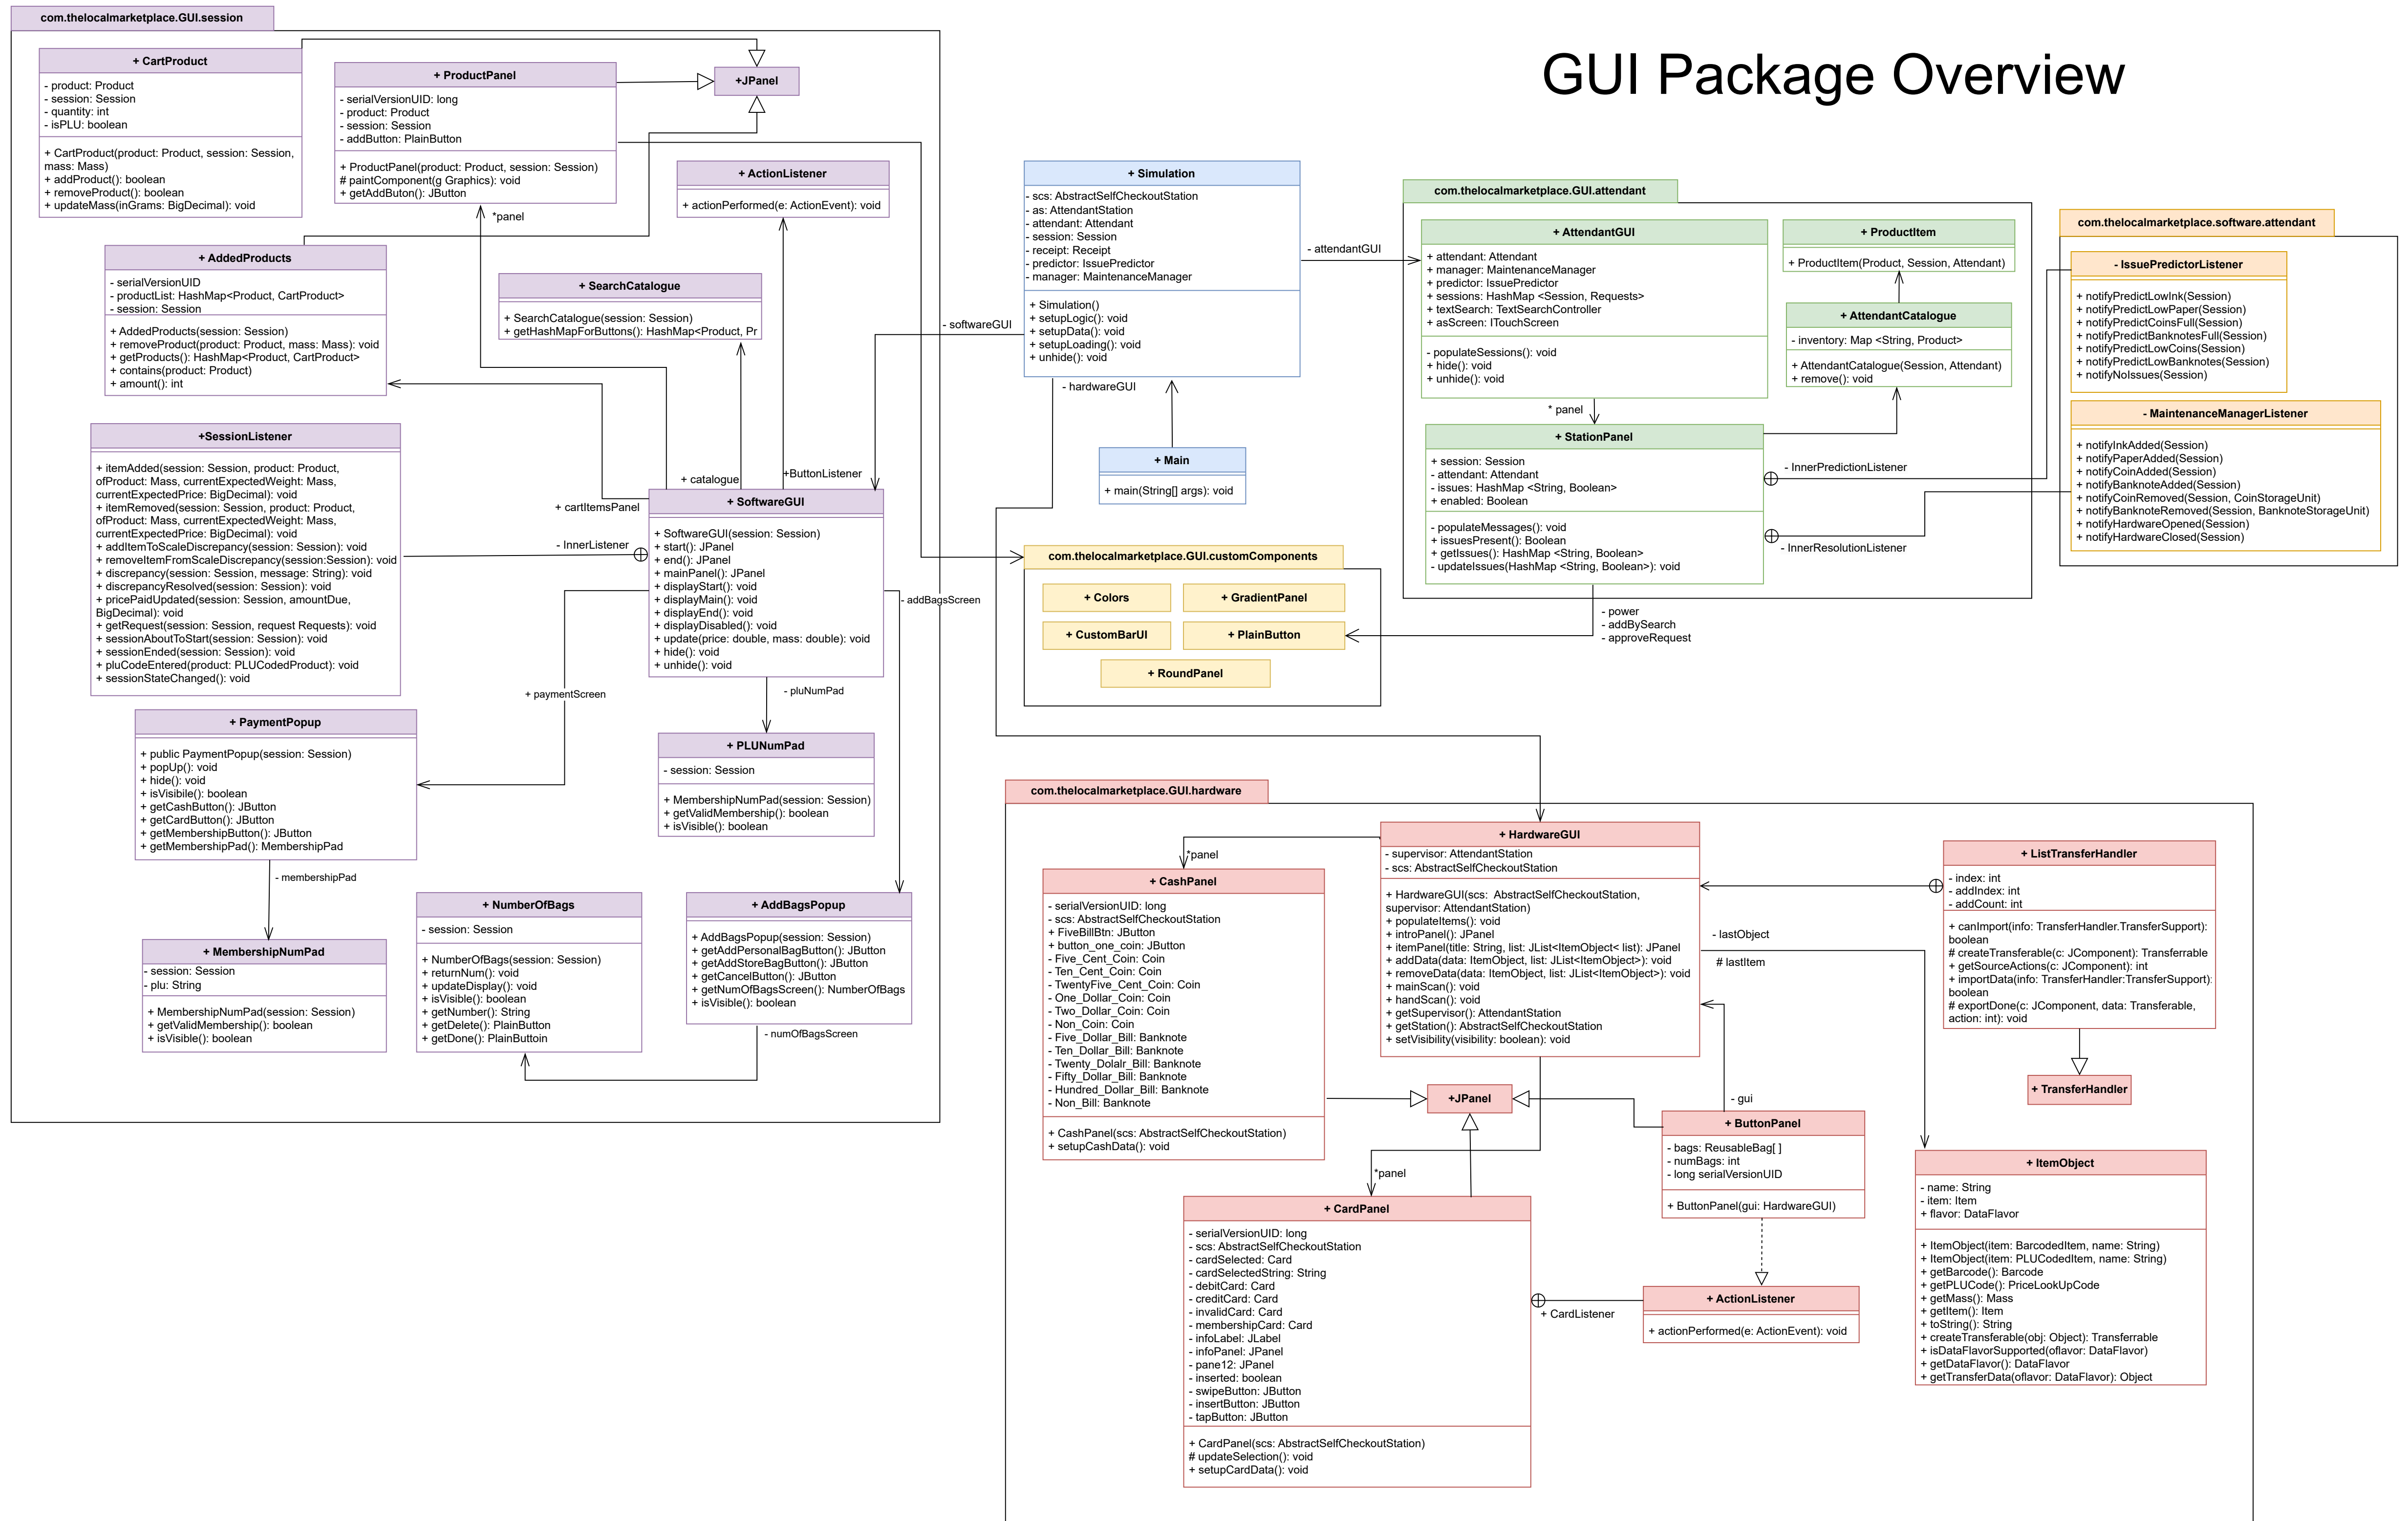 GUI Package Overview
com.thelocalmarketplace.GUI.session
+ CartProduct
- product: Product
- session: Session
- quantity: int
- isPLU: boolean
+ CartProduct(product: Product, session: Session,
mass: Mass)
+ addProduct(): boolean
+ removeProduct(): boolean
+ updateMass(inGrams: BigDecimal): void
+ ProductPanel
- serialVersionUID: long
- product: Product
- session: Session
- addButton: PlainButton
+ ProductPanel(product: Product, session: Session)
# paintComponent(g Graphics): void
+ getAddButon(): JButton
+JPanel
*panel
+ ActionListener
+ actionPerformed(e: ActionEvent): void
+ AddedProducts
- serialVersionUID
- productList: HashMap<Product, CartProduct>
- session: Session
+ AddedProducts(session: Session)
+ removeProduct(product: Product, mass: Mass): void
+ getProducts(): HashMap<Product, CartProduct>
+ contains(product: Product)
+ amount(): int
+ SearchCatalogue
+ SearchCatalogue(session: Session)
+ getHashMapForButtons(): HashMap<Product, Pr
+SessionListener
+ itemAdded(session: Session, product: Product,
ofProduct: Mass, currentExpectedWeight: Mass,
currentExpectedPrice: BigDecimal): void
+ itemRemoved(session: Session, product: Product,
ofProduct: Mass, currentExpectedWeight: Mass,
currentExpectedPrice: BigDecimal): void
+ addItemToScaleDiscrepancy(session: Session): void
+ removeItemFromScaleDiscrepancy(session:Session): void
+ discrepancy(session: Session, message: String): void
+ discrepancyResolved(session: Session): void
+ pricePaidUpdated(session: Session, amountDue,
BigDecimal): void
+ getRequest(session: Session, request Requests): void
+ sessionAboutToStart(session: Session): void
+ sessionEnded(session: Session): void
+ pluCodeEntered(product: PLUCodedProduct): void
+ sessionStateChanged(): void
+ catalogue
+ButtonListener
+ cartItemsPanel
- InnerListener
+ SoftwareGUI
+ SoftwareGUI(session: Session)
+ start(): JPanel
+ end(): JPanel
+ mainPanel(): JPanel
+ displayStart(): void
+ displayMain(): void
+ displayEnd(): void
+ displayDisabled(): void
+ update(price: double, mass: double): void
+ hide(): void
+ unhide(): void
- addBagsScreen
+ paymentScreen
- pluNumPad
+ PaymentPopup
+ public PaymentPopup(session: Session)
+ popUp(): void
+ hide(): void
+ isVisibile(): boolean
+ getCashButton(): JButton
+ getCardButton(): JButton
+ getMembershipButton(): JButton
+ getMembershipPad(): MembershipPad
- membershipPad
+ PLUNumPad
- session: Session
+ MembershipNumPad(session: Session)
+ getValidMembership(): boolean
+ isVisible(): boolean
+ MembershipNumPad
- session: Session
- plu: String
+ MembershipNumPad(session: Session)
+ getValidMembership(): boolean
+ isVisible(): boolean
+ NumberOfBags
- session: Session
+ NumberOfBags(session: Session)
+ returnNum(): void
+ updateDisplay(): void
+ isVisible(): boolean
+ getNumber(): String
+ getDelete(): PlainButton
+ getDone(): PlainButtoin
+ AddBagsPopup
+ AddBagsPopup(session: Session)
+ getAddPersonalBagButton(): JButton
+ getAddStoreBagButton(): JButton
+ getCancelButton(): JButton
+ getNumOfBagsScreen(): NumberOfBags
+ isVisible(): boolean
- numOfBagsScreen
+ Simulation
- scs: AbstractSelfCheckoutStation
- as: AttendantStation
- attendant: Attendant
- session: Session
- receipt: Receipt
- predictor: IssuePredictor
- manager: MaintenanceManager
+ Simulation()
+ setupLogic(): void
+ setupData(): void
+ setupLoading(): void
+ unhide(): void
- attendantGUI
- softwareGUI
- hardwareGUI
+ Main
+ main(String[] args): void
com.thelocalmarketplace.GUI.customComponents
+ Colors
+ GradientPanel
+ CustomBarUI
+ PlainButton
+ RoundPanel
com.thelocalmarketplace.GUI.attendant
+ AttendantGUI
+ attendant: Attendant
+ manager: MaintenanceManager
+ predictor: IssuePredictor
+ sessions: HashMap <Session, Requests>
+ textSearch: TextSearchController
+ asScreen: ITouchScreen
- populateSessions(): void
+ hide(): void
+ unhide(): void
* panel
+ ProductItem
+ ProductItem(Product, Session, Attendant)
+ AttendantCatalogue
- inventory: Map <String, Product>
+ AttendantCatalogue(Session, Attendant)
+ remove(): void
+ StationPanel
+ session: Session
- attendant: Attendant
- issues: HashMap <String, Boolean>
+ enabled: Boolean
- populateMessages(): void
+ issuesPresent(): Boolean
+ getIssues(): HashMap <String, Boolean>
- updateIssues(HashMap <String, Boolean>): void
- InnerPredictionListener
- InnerResolutionListener
- power
- addBySearch
- approveRequest
com.thelocalmarketplace.software.attendant
- IssuePredictorListener
+ notifyPredictLowInk(Session)
+ notifyPredictLowPaper(Session)
+ notifyPredictCoinsFull(Session)
+ notifyPredictBanknotesFull(Session)
+ notifyPredictLowCoins(Session)
+ notifyPredictLowBanknotes(Session)
+ notifyNoIssues(Session)
- MaintenanceManagerListener
+ notifyInkAdded(Session)
+ notifyPaperAdded(Session)
+ notifyCoinAdded(Session)
+ notifyBanknoteAdded(Session)
+ notifyCoinRemoved(Session, CoinStorageUnit)
+ notifyBanknoteRemoved(Session, BanknoteStorageUnit)
+ notifyHardwareOpened(Session)
+ notifyHardwareClosed(Session)
com.thelocalmarketplace.GUI.hardware
*panel
+ CashPanel
- serialVersionUID: long
- scs: AbstractSelfCheckoutStation
+ FiveBillBtn: JButton
+ button_one_coin: JButton
- Five_Cent_Coin: Coin
- Ten_Cent_Coin: Coin
- TwentyFive_Cent_Coin: Coin
- One_Dollar_Coin: Coin
- Two_Dollar_Coin: Coin
- Non_Coin: Coin
- Five_Dollar_Bill: Banknote
- Ten_Dollar_Bill: Banknote
- Twenty_Dolalr_Bill: Banknote
- Fifty_Dollar_Bill: Banknote
- Hundred_Dollar_Bill: Banknote
- Non_Bill: Banknote
+ CashPanel(scs: AbstractSelfCheckoutStation)
+ setupCashData(): void
+ HardwareGUI
- supervisor: AttendantStation
- scs: AbstractSelfCheckoutStation
+ HardwareGUI(scs:  AbstractSelfCheckoutStation,
supervisor: AttendantStation)
+ populateItems(): void
+ introPanel(): JPanel
+ itemPanel(title: String, list: JList<ItemObject< list): JPanel
+ addData(data: ItemObject, list: JList<ItemObject>): void
+ removeData(data: ItemObject, list: JList<ItemObject>): void
+ mainScan(): void
+ handScan(): void
+ getSupervisor(): AttendantStation
+ getStation(): AbstractSelfCheckoutStation
+ setVisibility(visibility: boolean): void
- lastObject
# lastItem
+ ListTransferHandler
- index: int
- addIndex: int
- addCount: int
+ canImport(info: TransferHandler.TransferSupport):
boolean
# createTransferable(c: JComponent): Transferrable
+ getSourceActions(c: JComponent): int
+ importData(info: TransferHandler:TransferSupport):
boolean
# exportDone(c: JComponent, data: Transferable,
action: int): void
+ TransferHandler
+JPanel
- gui
*panel
+ ButtonPanel
- bags: ReusableBag[ ]
- numBags: int
- long serialVersionUID
+ ButtonPanel(gui: HardwareGUI)
+ CardPanel
- serialVersionUID: long
- scs: AbstractSelfCheckoutStation
- cardSelected: Card
- cardSelectedString: String
- debitCard: Card
- creditCard: Card
- invalidCard: Card
- membershipCard: Card
- infoLabel: JLabel
- infoPanel: JPanel
- pane12: JPanel
- inserted: boolean
- swipeButton: JButton
- insertButton: JButton
- tapButton: JButton
+ CardPanel(scs: AbstractSelfCheckoutStation)
# updateSelection(): void
+ setupCardData(): void
+ CardListener
+ ActionListener
+ actionPerformed(e: ActionEvent): void
+ ItemObject
- name: String
- item: Item
+ flavor: DataFlavor
+ ItemObject(item: BarcodedItem, name: String)
+ ItemObject(item: PLUCodedItem, name: String)
+ getBarcode(): Barcode
+ getPLUCode(): PriceLookUpCode
+ getMass(): Mass
+ getItem(): Item
+ toString(): String
+ createTransferable(obj: Object): Transferrable
+ isDataFlavorSupported(oflavor: DataFlavor)
+ getDataFlavor(): DataFlavor
+ getTransferData(oflavor: DataFlavor): Object